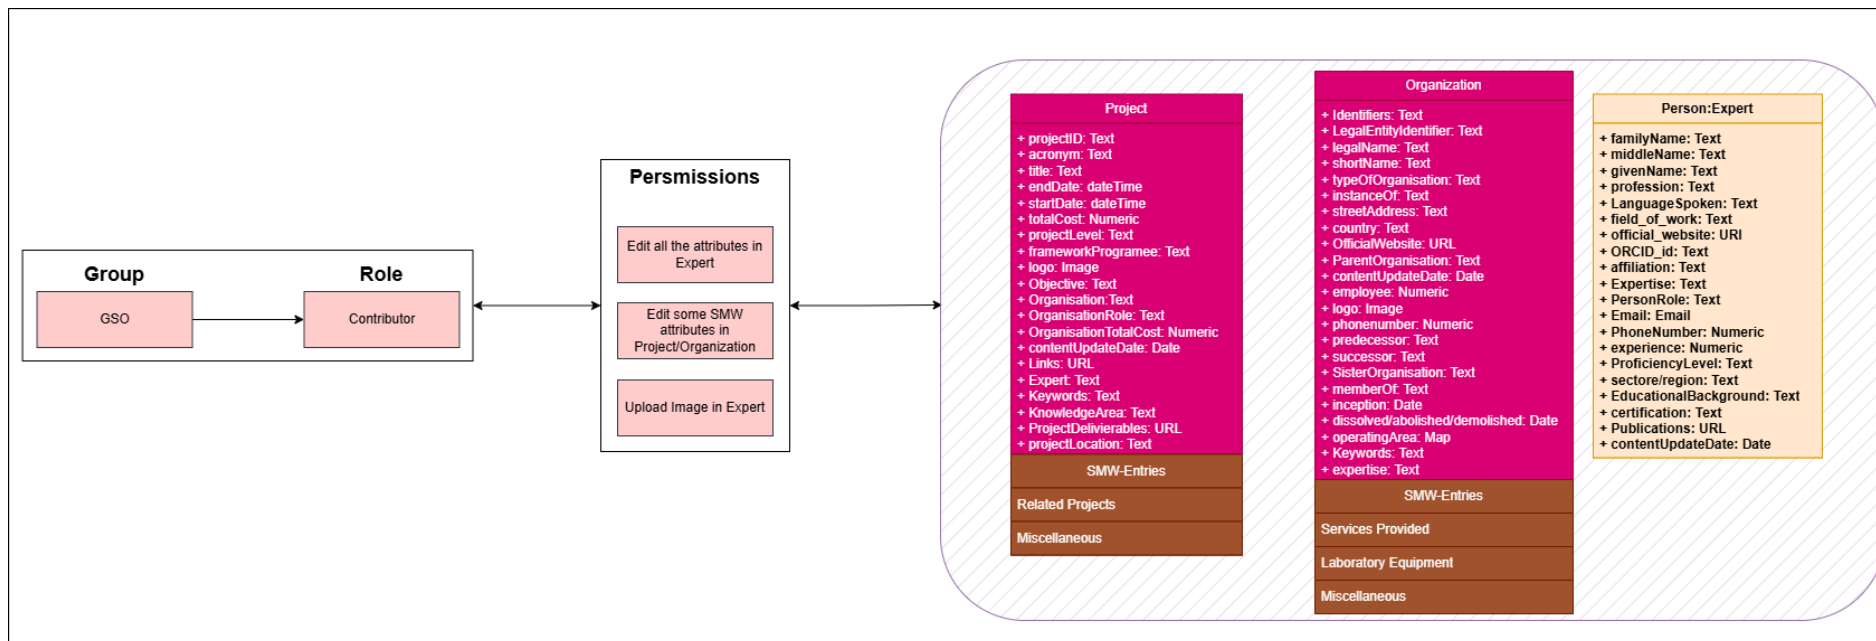 Group
GSO
Role
Contributor
Persmissions
Edit all the attributes in
Expert
Edit some SMW
attributes in
Project/Organization
Upload Image in Expert
Project
+ projectID: Text
+ acronym: Text
+ title: Text
+ endDate: dateTime
+ startDate: dateTime
+ totalCost: Numeric
+ projectLevel: Text
+ frameworkProgramee: Text
+ logo: Image
+ Objective: Text
+ Organisation:Text
+ OrganisationRole: Text
+ OrganisationTotalCost: Numeric
+ contentUpdateDate: Date
+ Links: URL
+ Expert: Text
+ Keywords: Text
+ KnowledgeArea: Text
+ ProjectDelivierables: URL
+ projectLocation: Text
SMW-Entries
Related Projects
Miscellaneous
Organization
+ Identifiers: Text
+ LegalEntityIdentifier: Text
+ legalName: Text
+ shortName: Text
+ typeOfOrganisation: Text
+ instanceOf: Text
+ streetAddress: Text
+ country: Text
+ OfficialWebsite: URL
+ ParentOrganisation: Text
+ contentUpdateDate: Date
+ employee: Numeric
+ logo: Image
+ phonenumber: Numeric
+ predecessor: Text
+ successor: Text
+ SisterOrganisation: Text
+ memberOf: Text
+ inception: Date
+ dissolved/abolished/demolished: Date
+ operatingArea: Map
+ Keywords: Text
+ expertise: Text
SMW-Entries
Services Provided
Laboratory Equipment
Miscellaneous
Person:Expert
+ familyName: Text
+ middleName: Text
+ givenName: Text
+ profession: Text
+ LanguageSpoken: Text
+ field_of_work: Text
+ official_website: URI
+ ORCID_id: Text
+ affiliation: Text
+ Expertise: Text
+ PersonRole: Text
+ Email: Email
+ PhoneNumber: Numeric
+ experience: Numeric
+ ProficiencyLevel: Text
+ sectore/region: Text
+ EducationalBackground: Text
+ certification: Text
+ Publications: URL
+ contentUpdateDate: Date